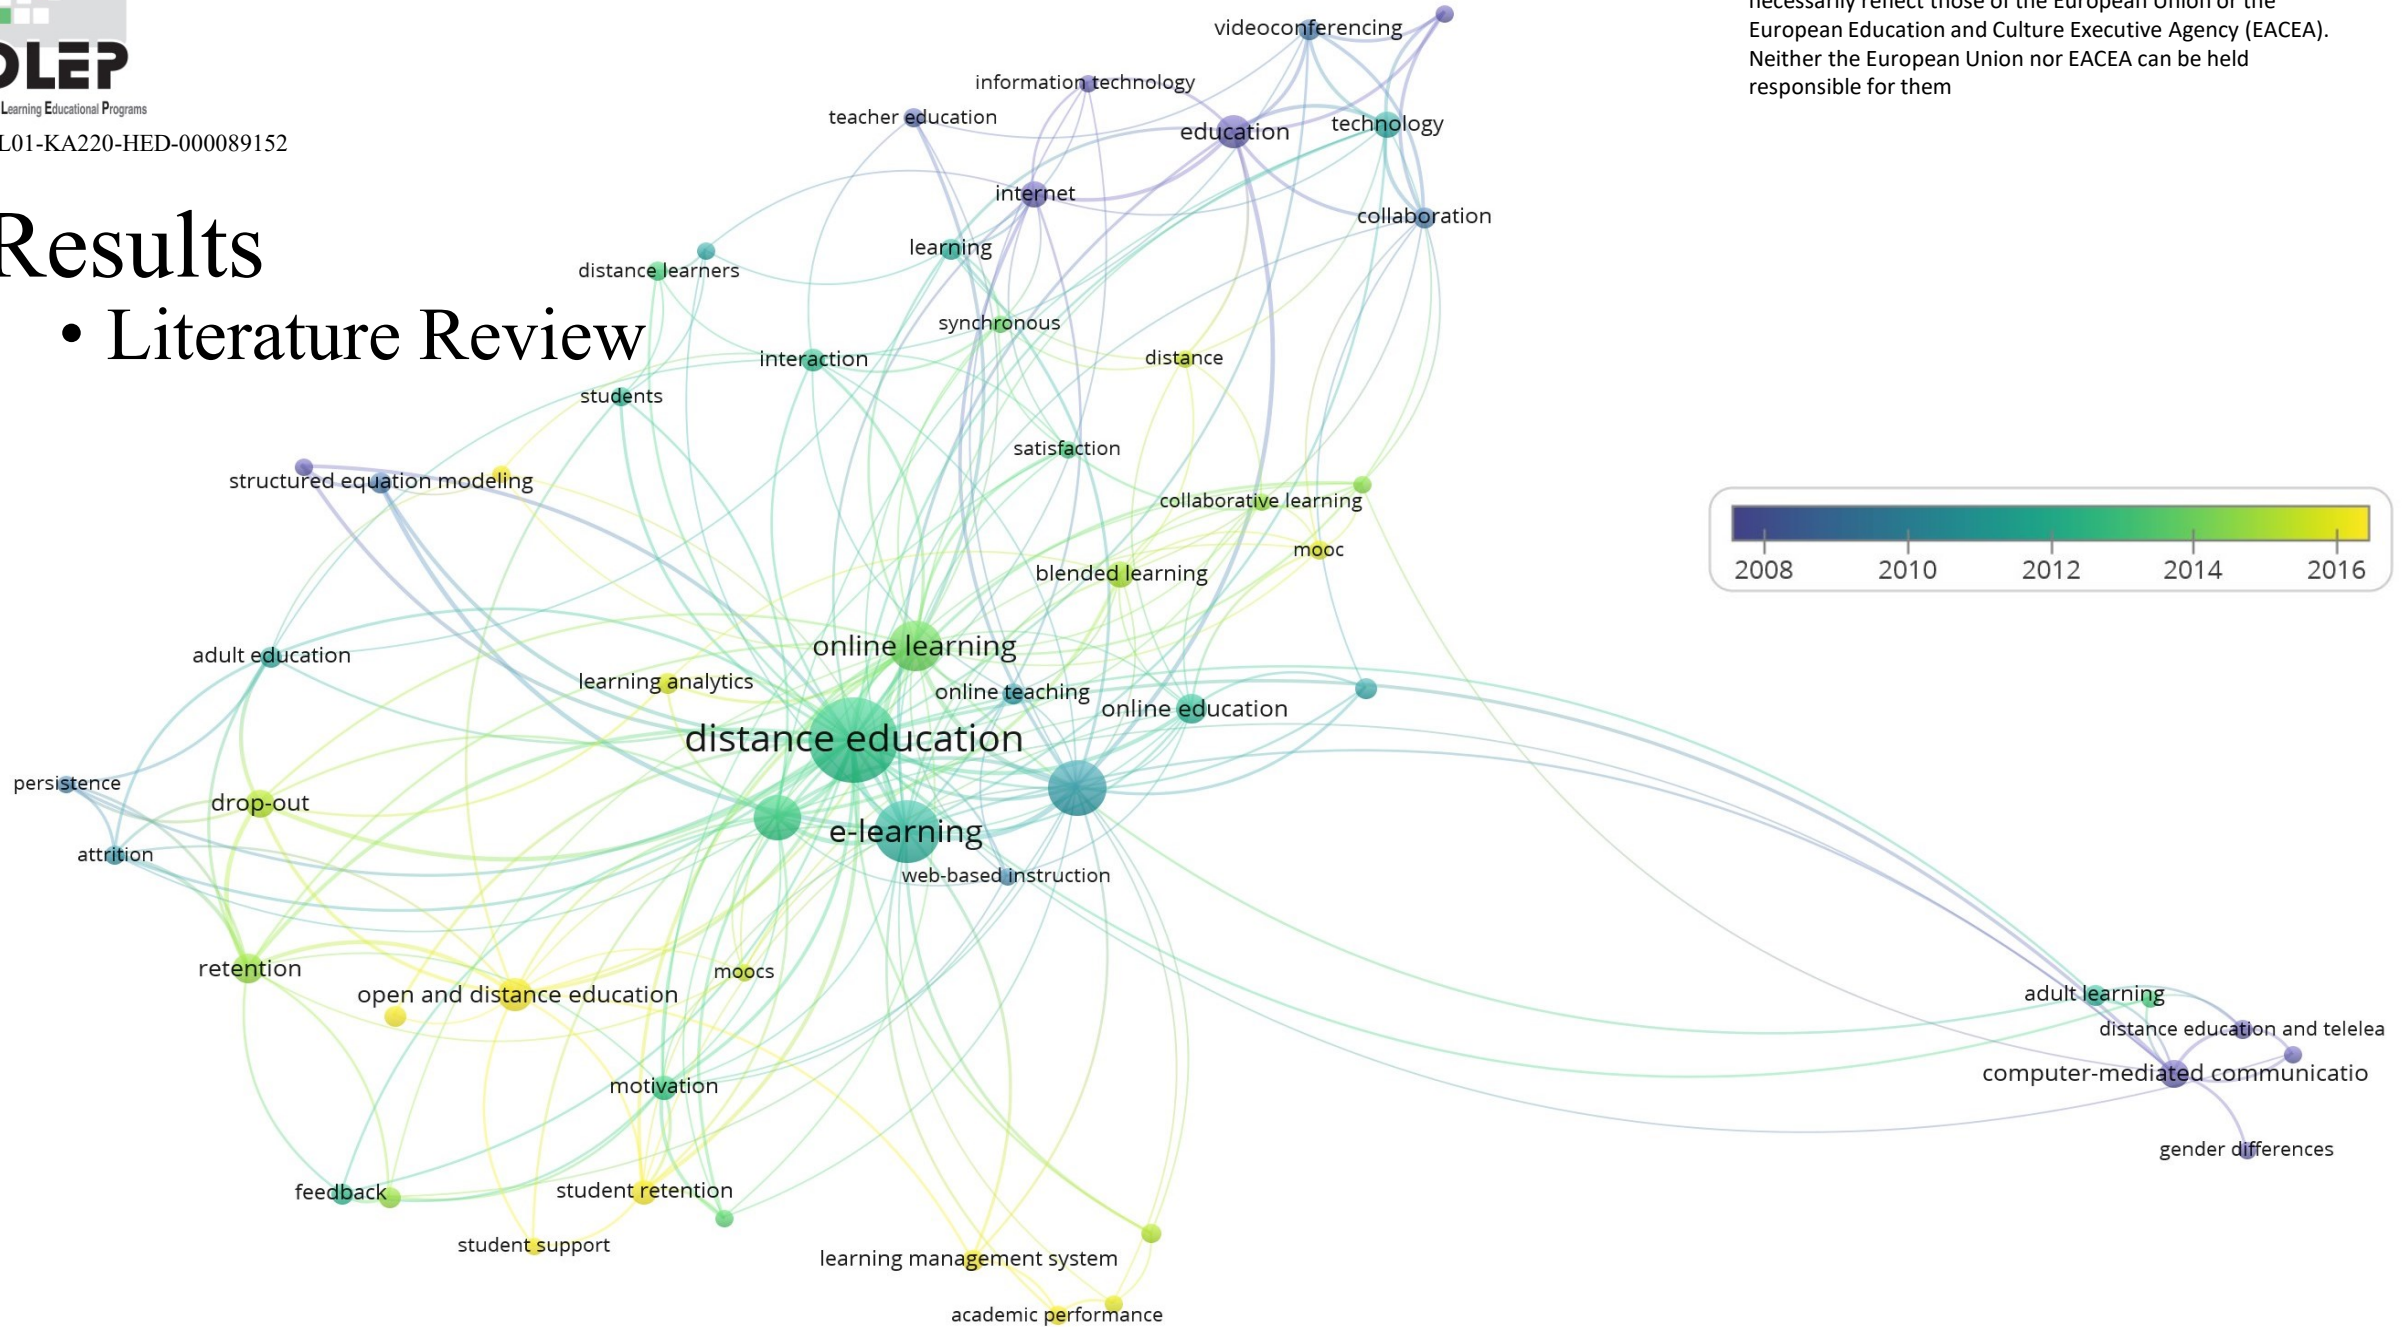 necessarily reflect those of the European Union or the
European Education and Culture Executive Agency (EACEA).
Neither the European Union nor EACEA can be held
responsible for them
OLEP
Learning Educational Programs
L01-KA220-HED-000089152
Results
• Literature Review
videoconferencing
information technology
teacher education
education
technology
internet
collaboration
learning
distance learners
synchronous
interaction
distance
students
satisfaction
structured equation modeling
collaborative learning
mooc
blended learning
2008 2010 2012 2014 2016
online learning
adult education
learning analytics
online teaching
online education
distance education
persistence
drop-out
e-learning
attrition
web-based instruction
retention
moocs
open and distance education
adult learning
distance education and telelea
computer-mediated communicatio
motivation
gender differences
feedback
student retention
student support
learning management system
academic performance